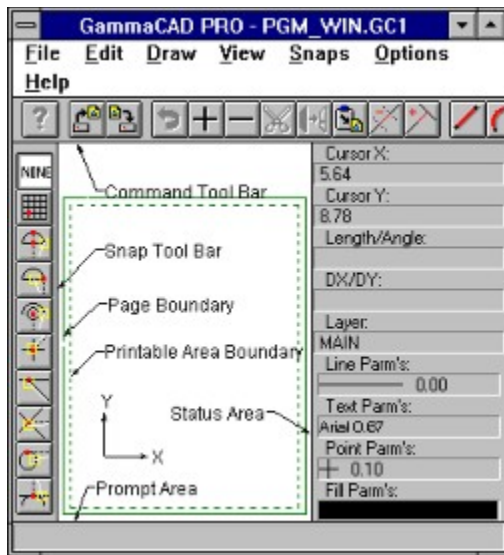 GammaCAD PRO - PGM_WIN.GC1
File Edit Draw View Snaps Options
Help
?
NONE
Command Tool Bar
Snap Tool Bar
Page Boundary
Printable Area Boundary
Y
X
Status Area
Prompt Area
Cursor X:
5.64
Cursor Y:
8.78
Length/Angle:
DX/DY:
Layer:
MAIN
Line Parm's:
0.00
Text Parm's:
Arial 0.67
Point Parm's:
0.10
Fill Parm's: